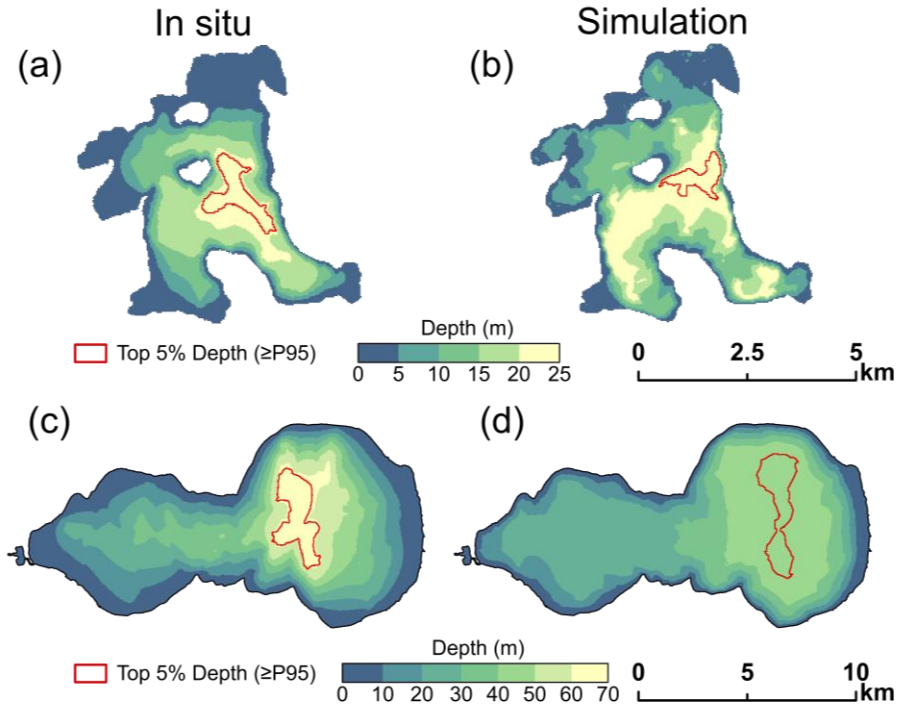 In situ
Simulation
(a)
(b)
Top 5% Depth (≥P95)
Depth (m)
0 5 10 15 20 25
0 2.5 5
km
(c)
(d)
Top 5% Depth (≥P95)
Depth (m)
0 10 20 30 40 50 60 70
0 5 10
km